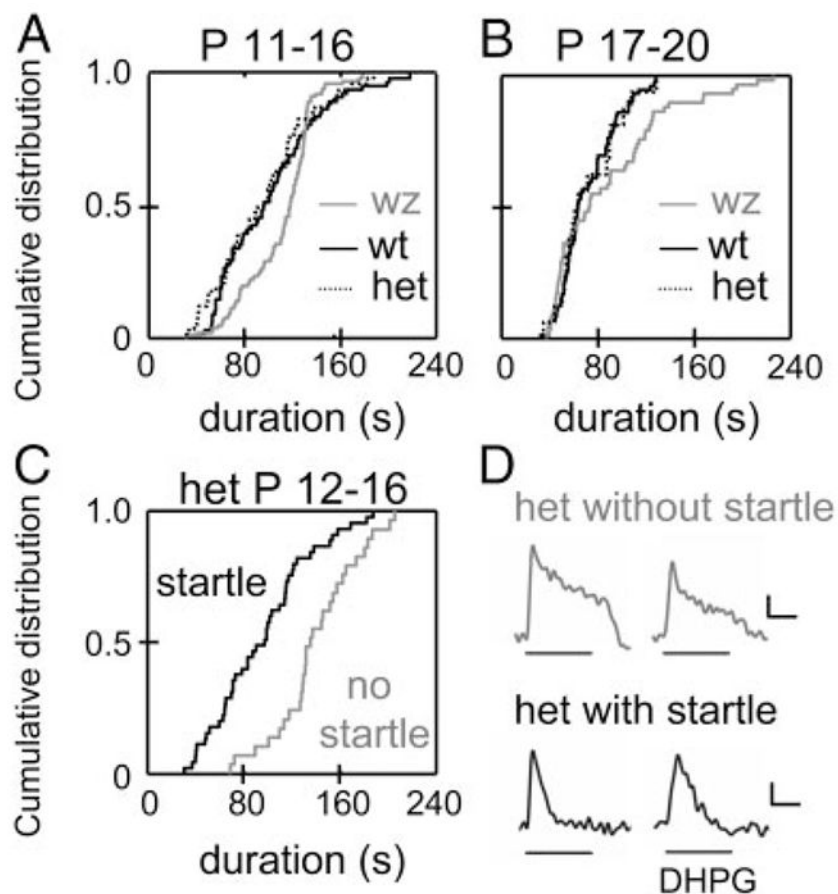 A
P 11-16
Cumulative distribution
1.0
0.5
0
wz
wt
het
0 80 160 240
duration (s)
B
P 17-20
wz
wt
het
0 80 160 240
duration (s)
C
het P 12-16
Cumulative distribution
1.0
0.5
0
startle
no
startle
0 80 160 240
duration (s)
D
het without startle
het with startle
DHPG